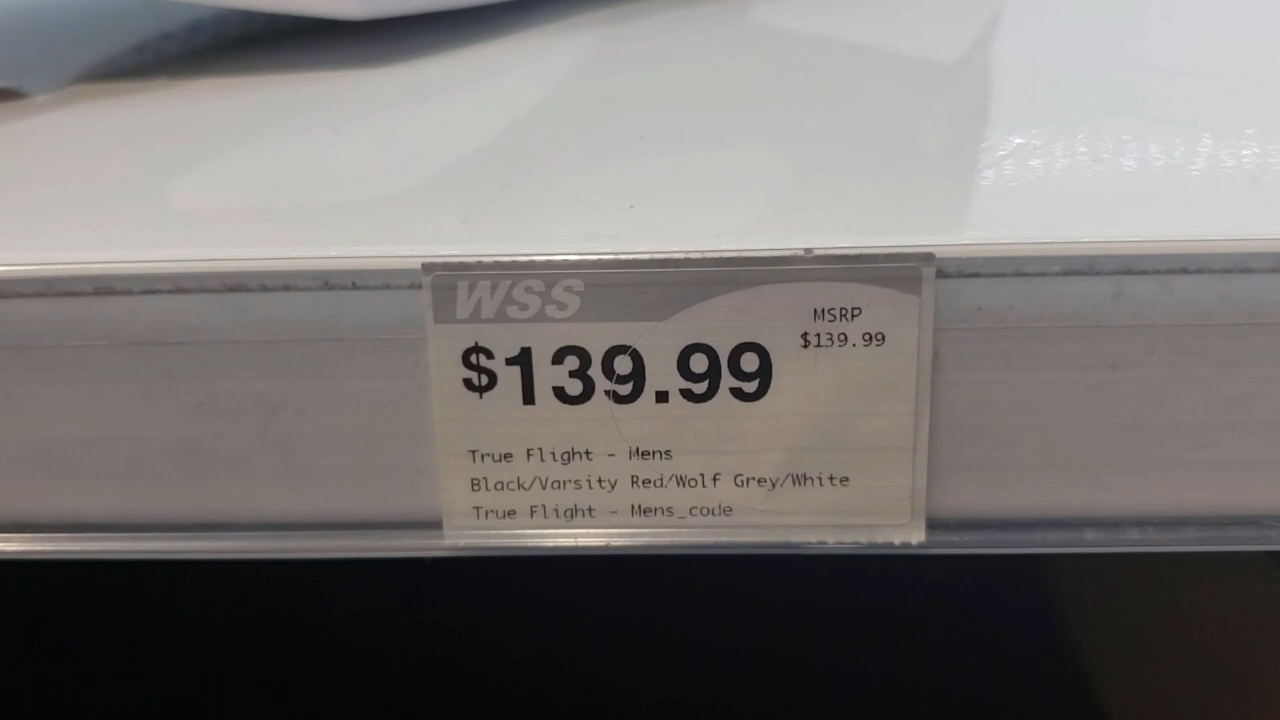 WSS
MSRP
$139.99
$139.99
True Flight - Mens
Black/Varsity Red/Wolf Grey/White
True Flight - Mens_code